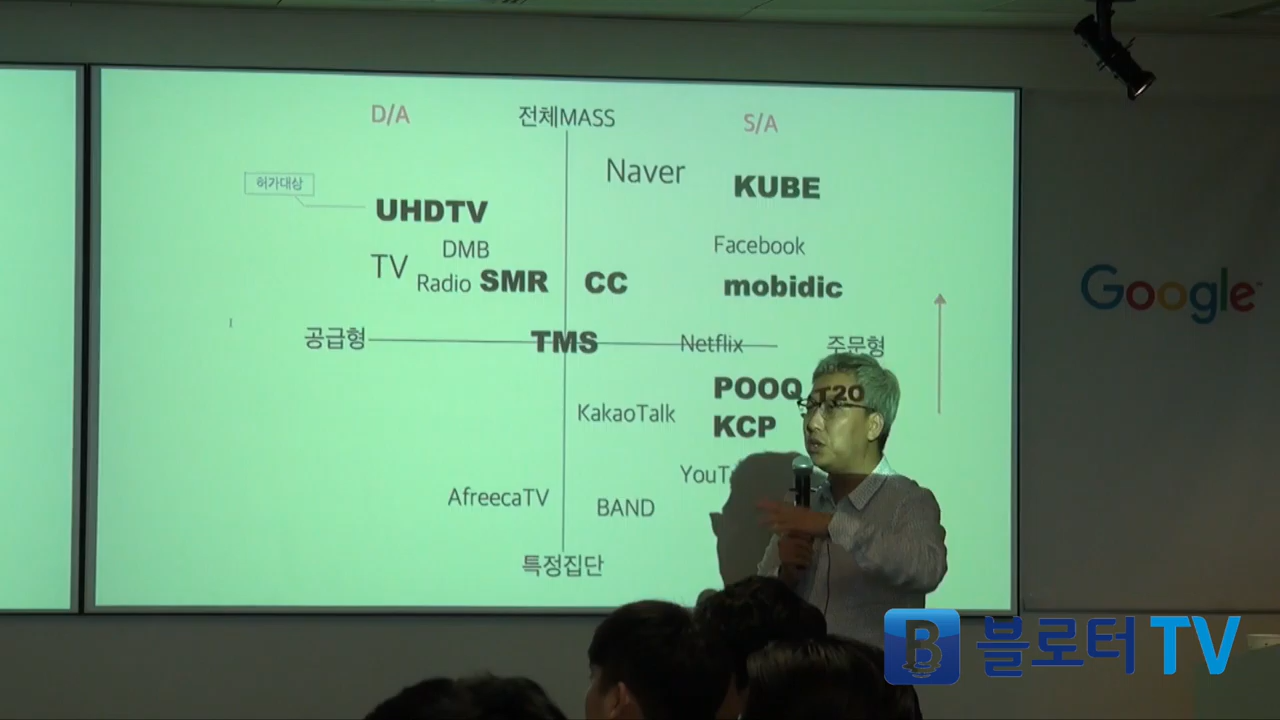 D/A 전체MASS S/A
Naver
KUBE
허가대상
UHDTV
DMB
Facebook
TV
Radio SMR CC mobidic
공급형 TMS Netflix 주문형
POOQ T2O
KakaoTalk
KCP
YouT
AfreecaTV BAND
특정집단
Google
블로터TV